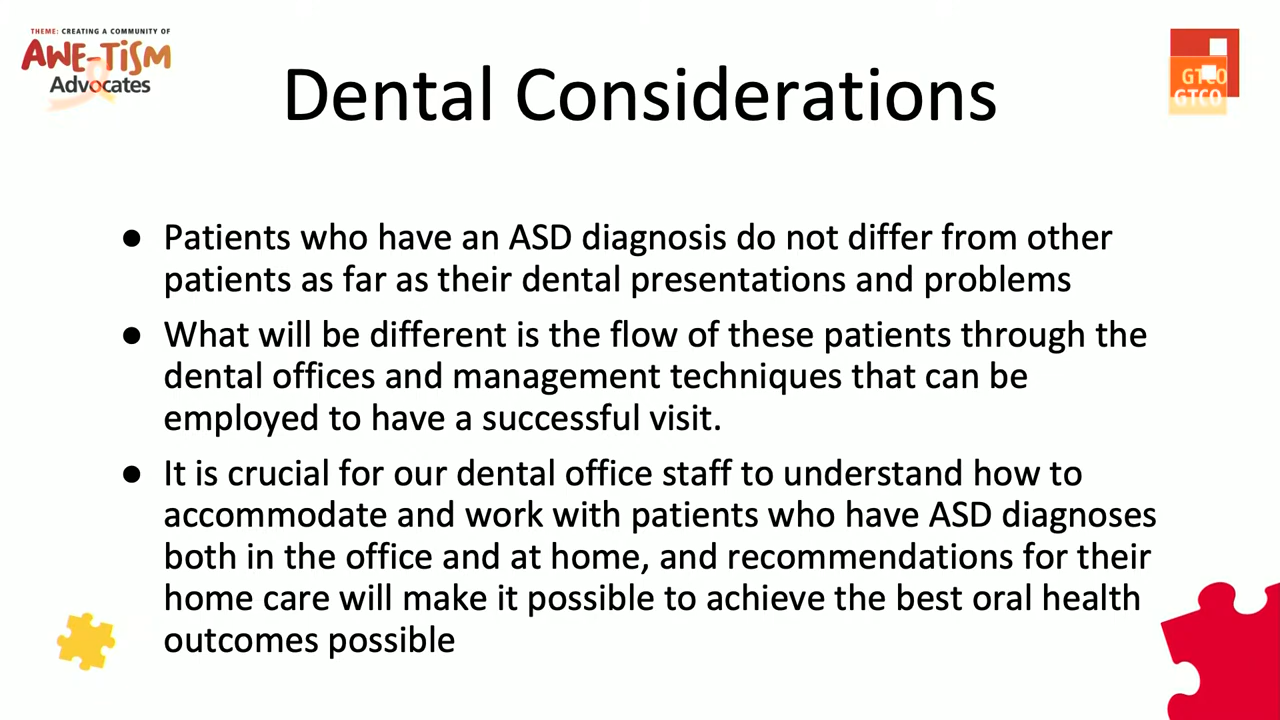 THEME: CREATING A COMMUNITY OF
AWE-TiSM
Advocates
GTCO
GTCO
Dental Considerations
● Patients who have an ASD diagnosis do not differ from other
patients as far as their dental presentations and problems
● What will be different is the flow of these patients through the
dental offices and management techniques that can be
employed to have a successful visit.
● It is crucial for our dental office staff to understand how to
accommodate and work with patients who have ASD diagnoses
both in the office and at home, and recommendations for their
home care will make it possible to achieve the best oral health
outcomes possible